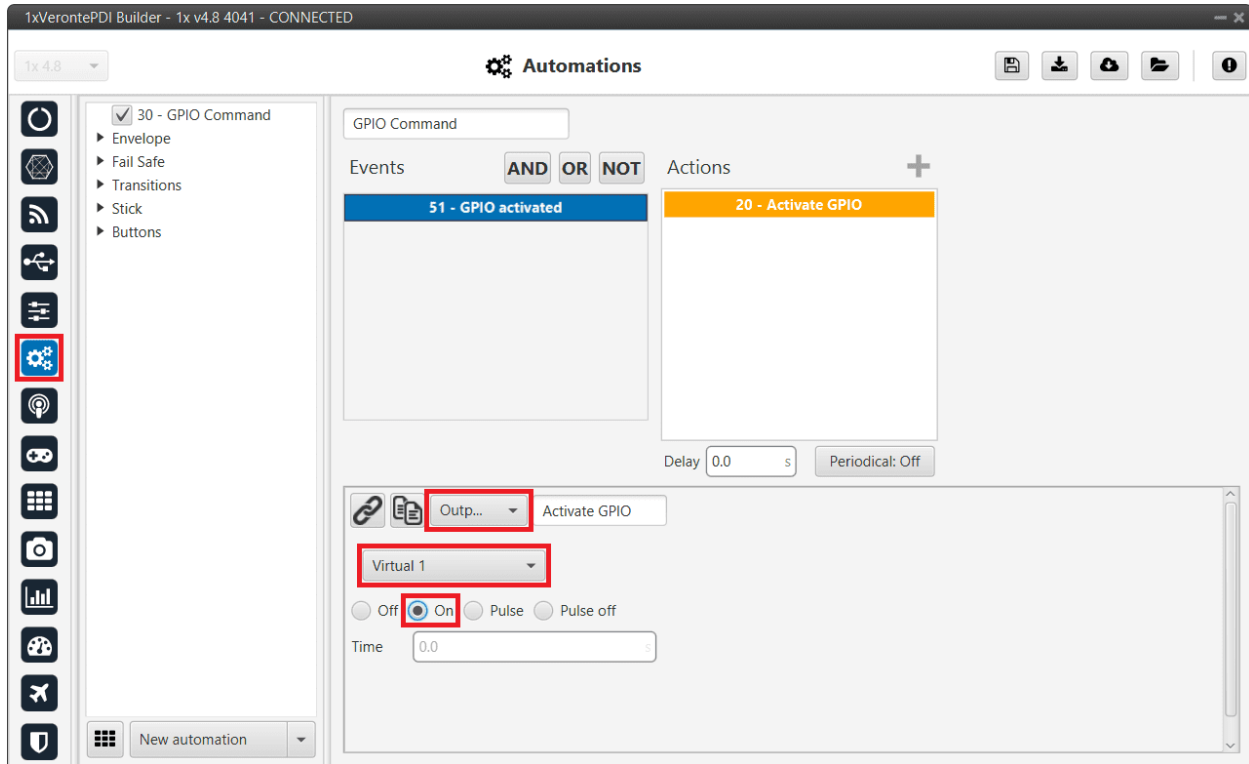 1xVerontePDI Builder - 1x v4.8 4041 - CONNECTED
1x 4.8
Automations
30 - GPIO Command
Envelope
Fail Safe
Transitions
Stick
Buttons
New automation
GPIO Command
Events AND OR NOT
51 - GPIO activated
Actions
20 - Activate GPIO
Delay 0.0 s Periodical: Off
Outp... Activate GPIO
Virtual 1
Off On Pulse Pulse off
Time 0.0 s